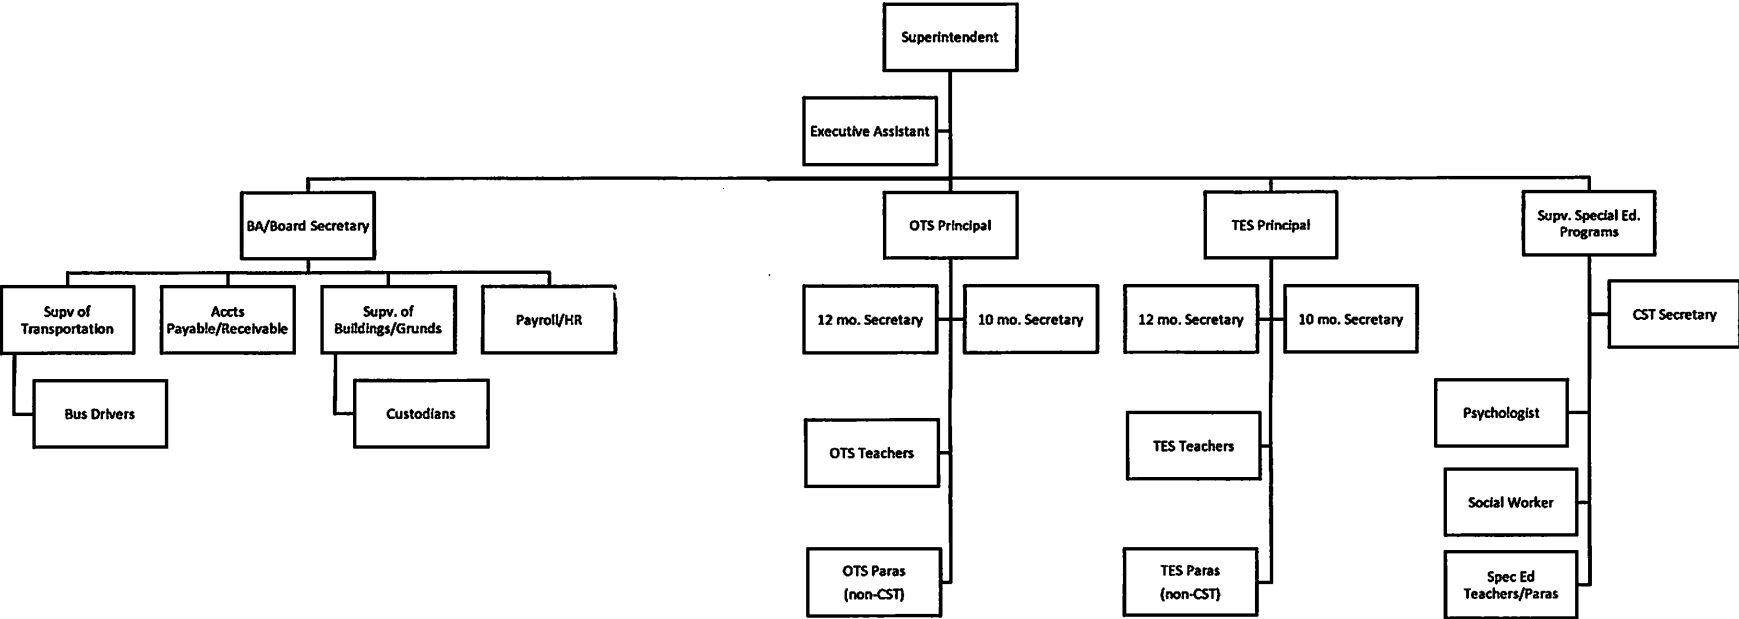 Superintendent
Executive Assistant
BA/Board Secretary
OTS Principal
TES Principal
Supv. Special Ed.
Programs
Supv of
Transportation
Accts
Payable/Receivable
Supv. of
Buildings/Grunds
Payroll/HR
12 mo. Secretary
10 mo. Secretary
12 mo. Secretary
10 mo. Secretary
CST Secretary
Bus Drivers
Custodians
Psychologist
OTS Teachers
TES Teachers
Social Worker
OTS Paras
(non-CST)
TES Paras
(non-CST)
Spec Ed
Teachers/Paras